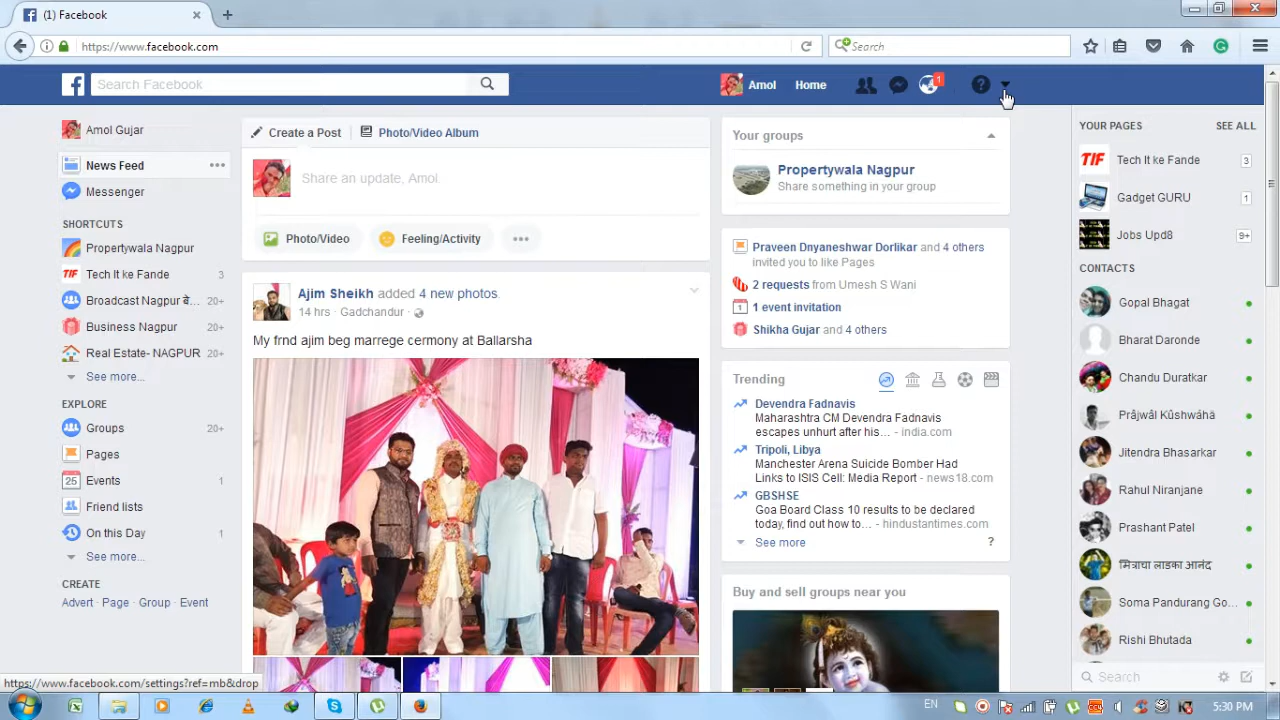 (1) Facebook
https://www.facebook.com
Search
Search Facebook
Amol
Home
1
Amol Gujar
News Feed
Messenger
SHORTCUTS
Propertywala Nagpur
Tech It ke Fande 3
Broadcast Nagpur बे... 20+
Business Nagpur 20+
Real Estate- NAGPUR 20+
See more...
EXPLORE
Groups 20+
Pages
Events 1
Friend lists
On this Day 1
See more...
CREATE
Advert · Page · Group · Event
Create a Post
Photo/Video Album
Share an update, Amol.
Photo/Video
Feeling/Activity
Ajim Sheikh added 4 new photos.
14 hrs · Gadchandur ·
My frnd ajim beg marrege cermony at Ballarsha
Your groups
Propertywala Nagpur
Share something in your group
Praveen Dnyaneshwar Dorlikar and 4 others
invited you to like Pages
2 requests from Umesh S Wani
1 event invitation
Shikha Gujar and 4 others
Trending
Devendra Fadnavis
Maharashtra CM Devendra Fadnavis
escapes unhurt after his... - india.com
Tripoli, Libya
Manchester Arena Suicide Bomber Had
Links to ISIS Cell: Media Report - news18.com
GBSHSE
Goa Board Class 10 results to be declared
today, find out how to... - hindustantimes.com
See more
?
Buy and sell groups near you
YOUR PAGES
SEE ALL
TIF
Tech It ke Fande 3
Gadget GURU 1
Jobs Upd8 9+
CONTACTS
Gopal Bhagat
Bharat Daronde
Chandu Duratkar
Prâjwâl Kûshwâhâ
Jitendra Bhasarkar
Rahul Niranjane
Prashant Patel
मित्राचा लाडका आनंद
Soma Pandurang Go...
Rishi Bhutada
Search
https://www.facebook.com/settings?ref=mb&drop
EN
5:30 PM